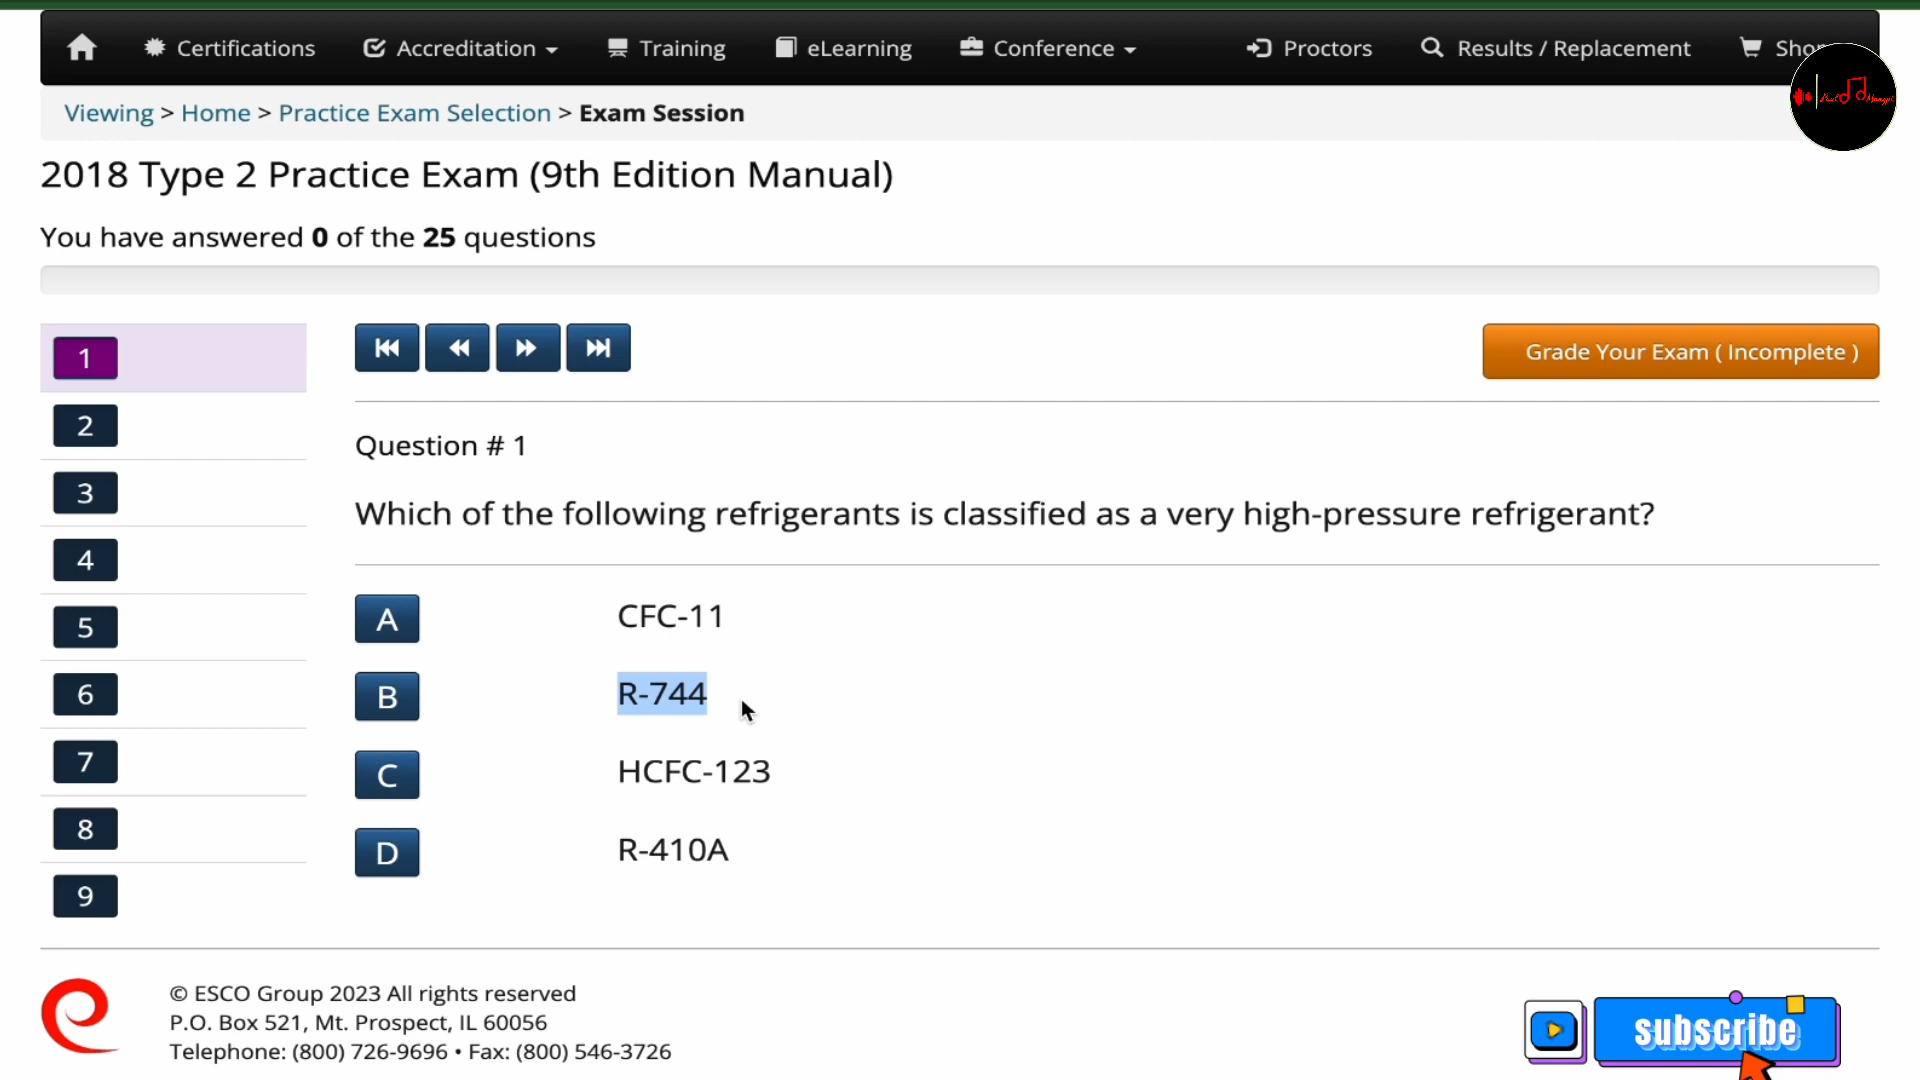 Certifications Accreditation Training eLearning Conference Proctors Results / Replacement
Viewing > Home > Practice Exam Selection > Exam Session
2018 Type 2 Practice Exam (9th Edition Manual)
You have answered 0 of the 25 questions
Grade Your Exam ( Incomplete )
1
2
3
4
5
6
7
8
9
Question # 1
Which of the following refrigerants is classified as a very high-pressure refrigerant?
A CFC-11
B R-744
C HCFC-123
D R-410A
© ESCO Group 2023 All rights reserved
P.O. Box 521, Mt. Prospect, IL 60056
Telephone: (800) 726-9696 • Fax: (800) 546-3726
subscribe